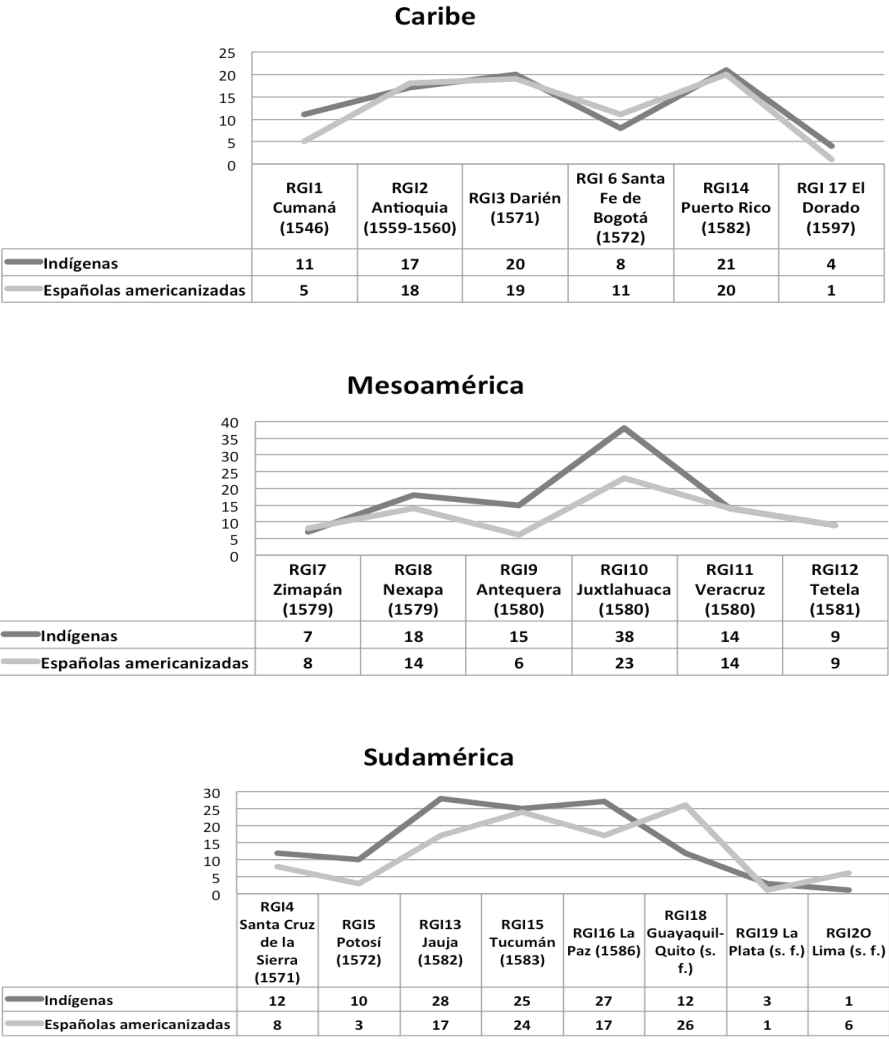 Caribe
25
20
15
10
5
0
RGI1 Cumaná (1546) RGI2 Antioquia (1559-1560) RGI3 Darién (1571) RGI 6 Santa Fe de Bogotá (1572) RGI14 Puerto Rico (1582) RGI 17 El Dorado (1597)
Indígenas 11 17 20 8 21 4
Españolas americanizadas 5 18 19 11 20 1
Mesoamérica
40
35
30
25
20
15
10
5
0
RGI7 Zimapán (1579) RGI8 Nexapa (1579) RGI9 Antequera (1580) RGI10 Juxtlahuaca (1580) RGI11 Veracruz (1580) RGI12 Tetela (1581)
Indígenas 7 18 15 38 14 9
Españolas americanizadas 8 14 6 23 14 9
Sudamérica
30
25
20
15
10
5
0
RGI4 Santa Cruz de la Sierra (1571) RGI5 Potosí (1572) RGI13 Jauja (1582) RGI15 Tucumán (1583) RGI16 La Paz (1586) RGI18 Guayaquil-Quito (s. f.) RGI19 La Plata (s. f.) RGI2O Lima (s. f.)
Indígenas 12 10 28 25 27 12 3 1
Españolas americanizadas 8 3 17 24 17 26 1 6